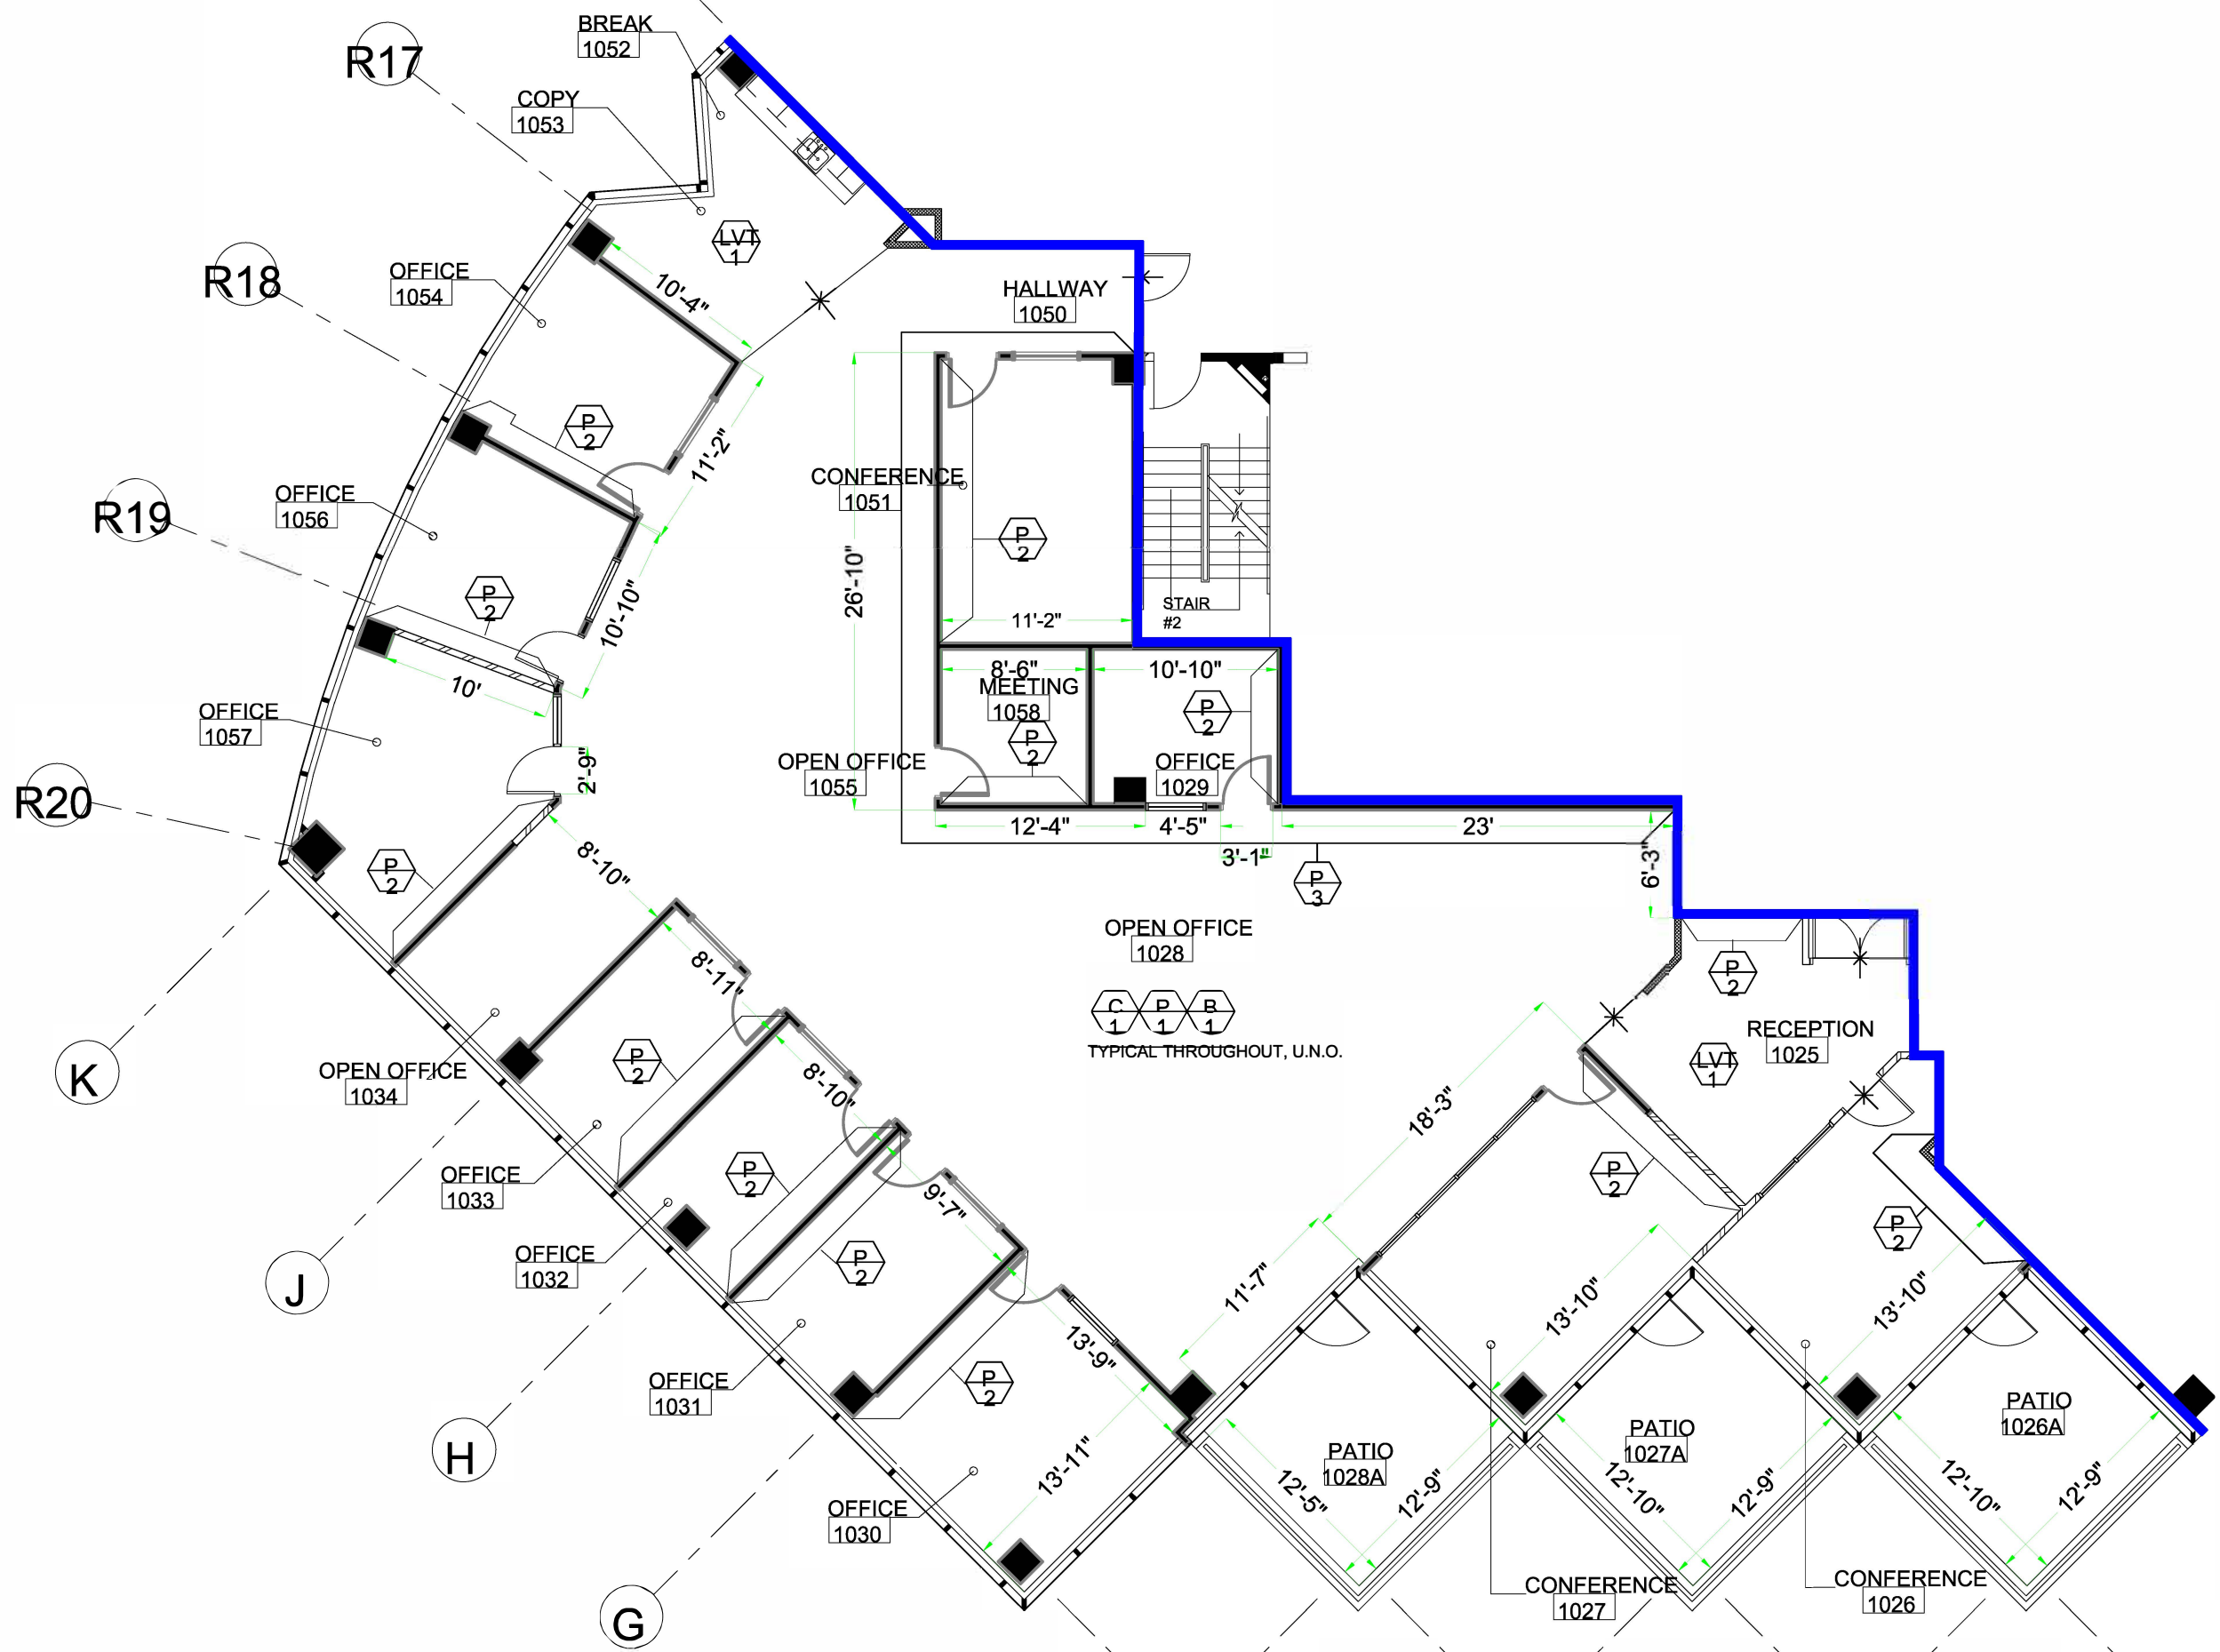 BREAK
1052
R17
COPY
1053
LVT
1
R18
OFFICE
1054
10'-4"
HALLWAY
1050
P
2
11'-2"
CONFERENCE
1051
R19
OFFICE
1056
P
2
26'-10"
P
2
10'-10"
11'-2"
STAIR
#2
10'
8'-6"
10'-10"
MEETING
1058
P
2
P
2
OFFICE
1057
2'-9"
OPEN OFFICE
1055
OFFICE
1029
R20
12'-4"
4'-5"
23'
3'-1"
6'-3"
P
2
8'-10"
P
3
OPEN OFFICE
1028
8'-11"
P
2
C
1
P
1
B
1
TYPICAL THROUGHOUT, U.N.O.
RECEPTION
1025
LVT
1
K
OPEN OFFICE
1034
P
2
8'-10"
18'-3"
OFFICE
1033
P
2
9'-7"
P
2
P
2
OFFICE
1032
P
2
J
11'-7"
13'-10"
13'-10"
13'-9"
OFFICE
1031
P
2
PATIO
1026A
PATIO
1027A
PATIO
1028A
H
13'-11"
12'-5"
12'-9"
12'-10"
12'-9"
12'-10"
12'-9"
OFFICE
1030
CONFERENCE
1027
CONFERENCE
1026
G